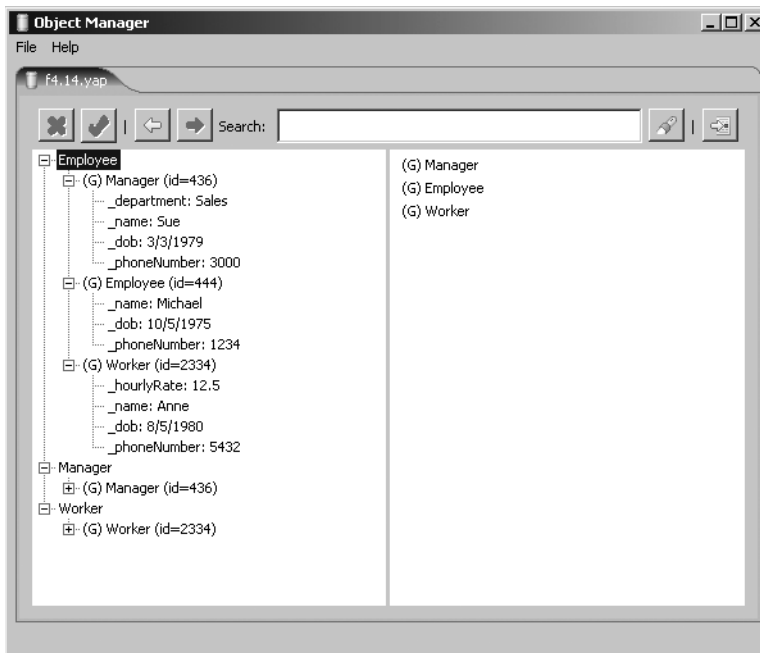 Object Manager
File Help
f4.14.yap
Search:
Employee
(G) Manager (id=436)
_department: Sales
_name: Sue
_dob: 3/3/1979
_phoneNumber: 3000
(G) Employee (id=444)
_name: Michael
_dob: 10/5/1975
_phoneNumber: 1234
(G) Worker (id=2334)
_hourlyRate: 12.5
_name: Anne
_dob: 8/5/1980
_phoneNumber: 5432
Manager
(G) Manager (id=436)
Worker
(G) Worker (id=2334)
(G) Manager
(G) Employee
(G) Worker